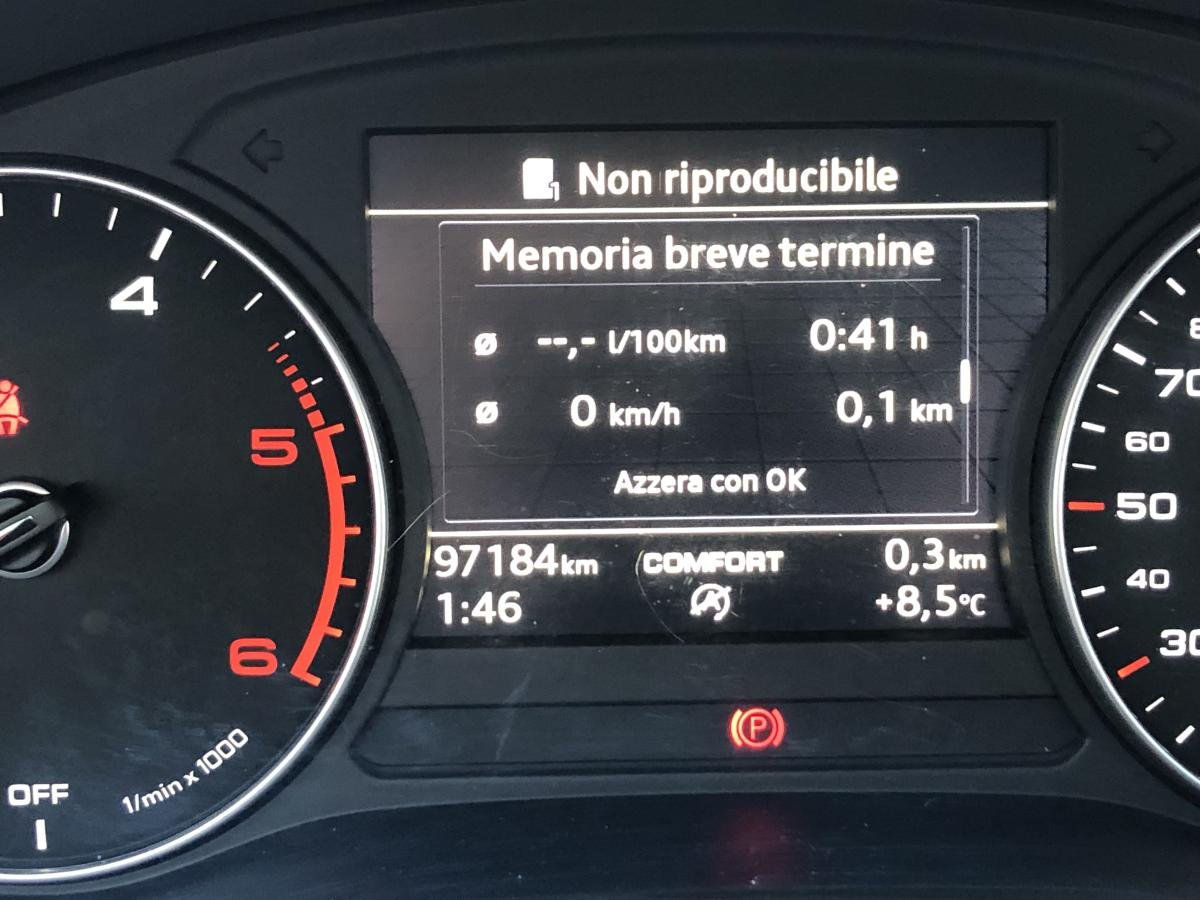 Non riproducibile
Memoria breve termine
ø --,- l/100km 0:41 h
ø 0 km/h 0,1 km
Azzera con OK
97184km COMFORT 0,3km
1:46 A +8,5°C
P
4
5
6
1/min x 1000
OFF
70
60
50
40
30